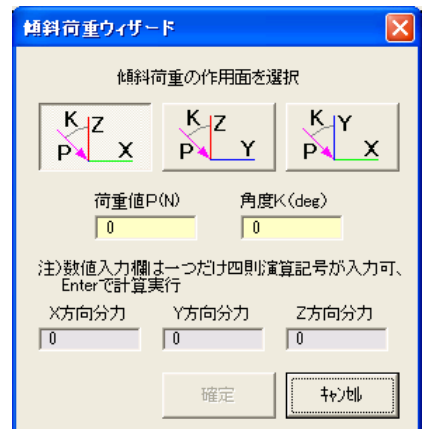 傾斜荷重ウィザード
傾斜荷重の作用面を選択
K Z P X
K Z P Y
K Y P X
荷重値P(N) 角度K(deg)
0 0
注)数値入力欄は一つだけ四則演算記号が入力可、
Enterで計算実行
X方向分力 Y方向分力 Z方向分力
0 0 0
確定 キャンセル